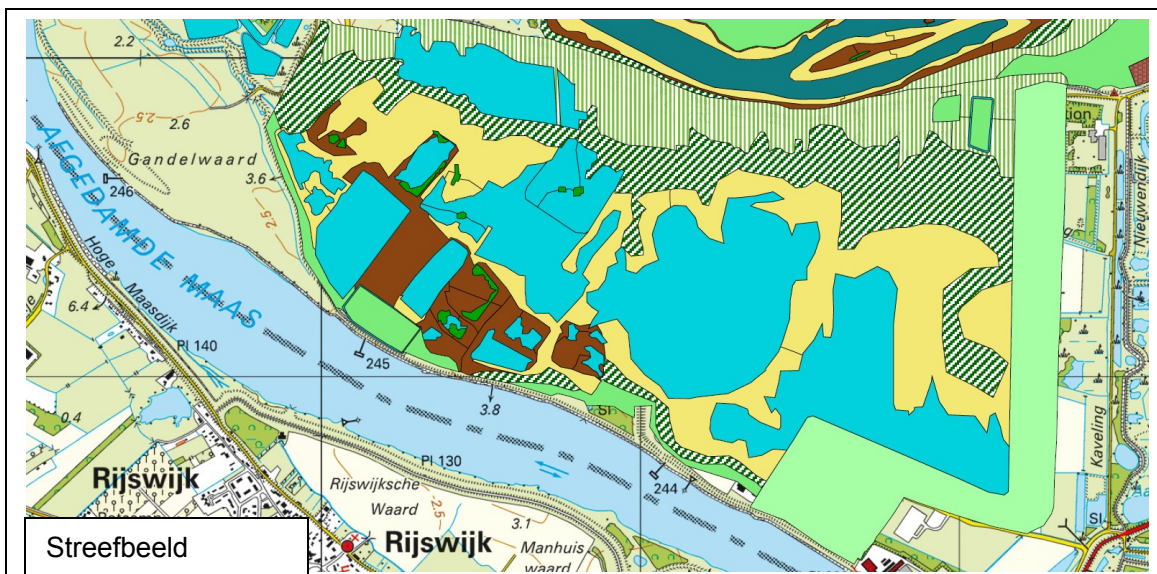 2.2
2.5
2.6
Gandelwaard
3.6
2.5
2.5
AFGEDAMDE MAAS
246
Hoge Maasdijk
6.4
Pl 140
245
3.8
0.4
Sl
Pl 130
244
Rijswijk
Rijswijksche
Waard
2.5
3.1
Rijswijk
Manhuis
waard
Nieuwendijk
Kaveling
Sl
Streefbeeld